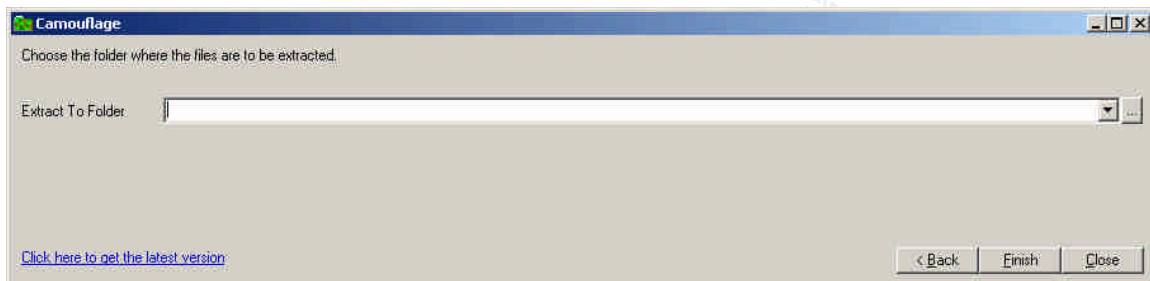 Camouflage
Choose the folder where the files are to be extracted.
Extract To Folder
...
Click here to get the latest version
< Back
Finish
Close